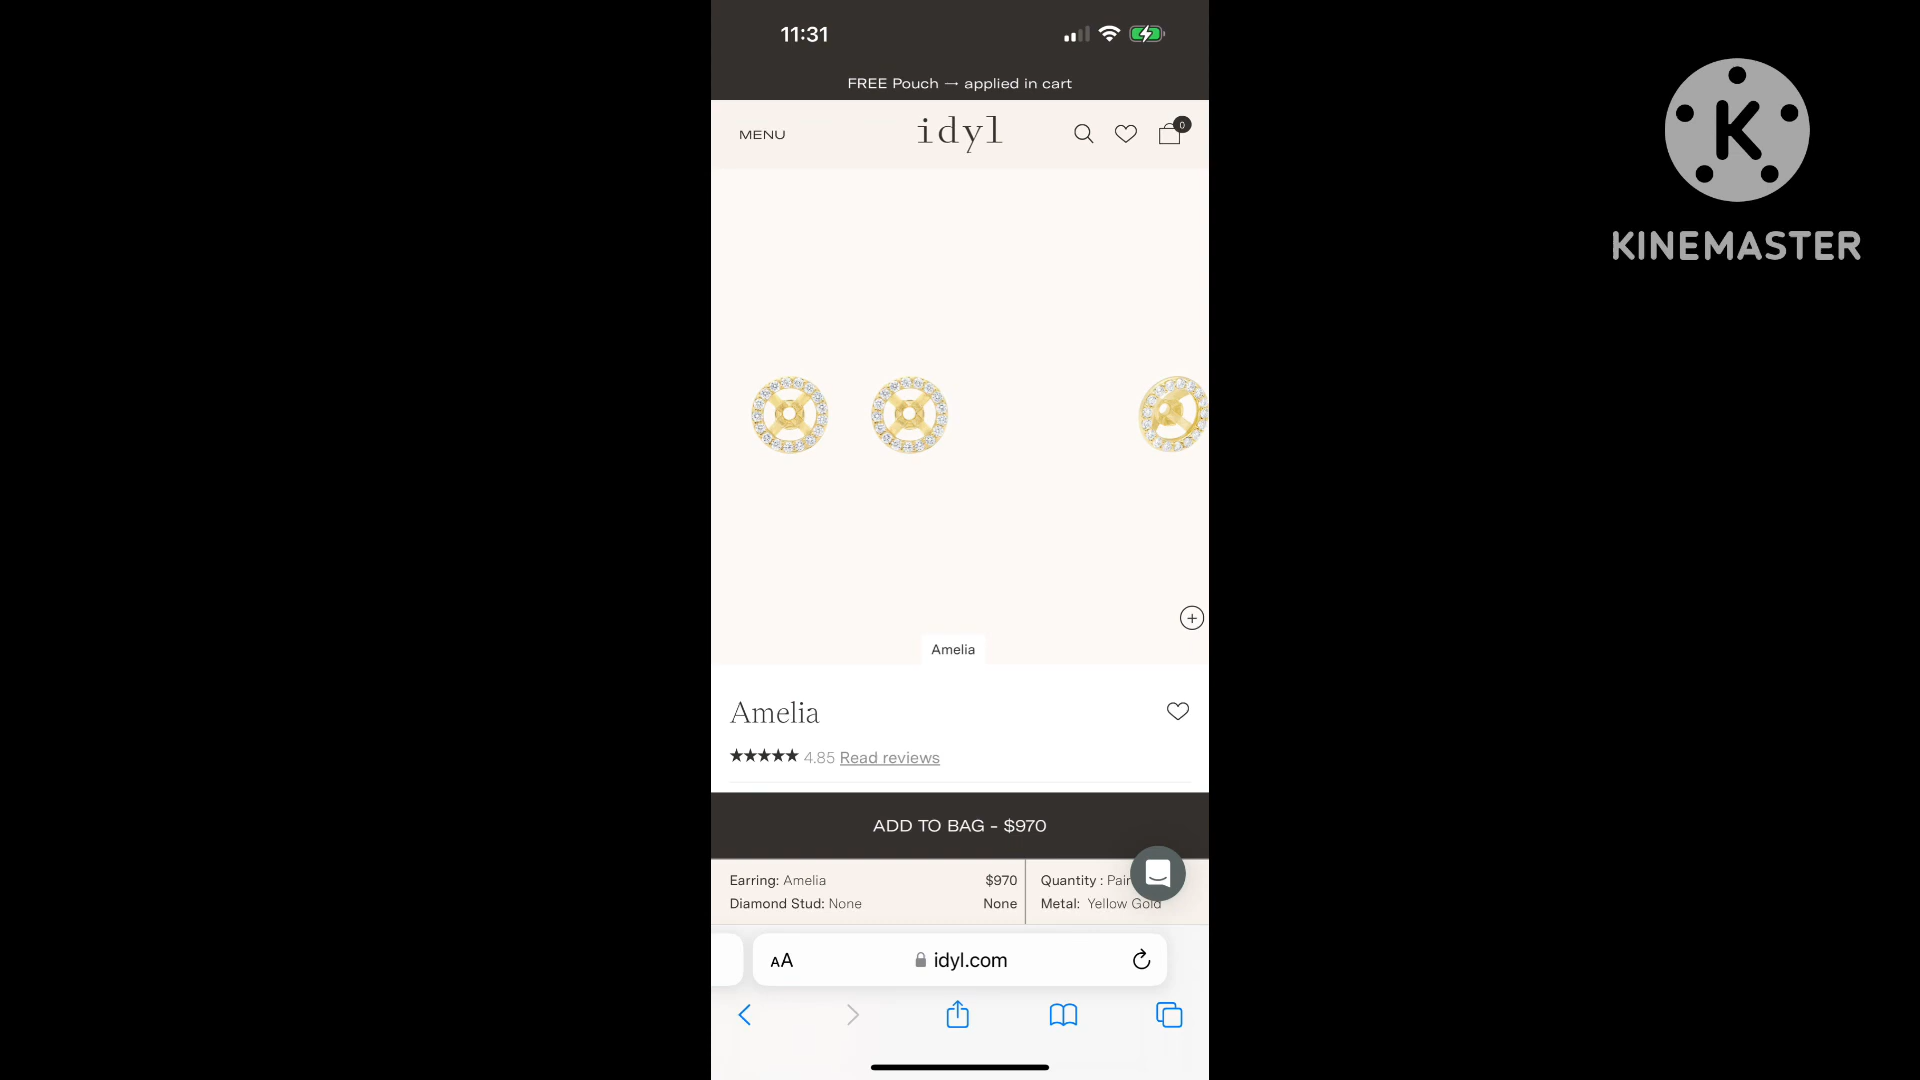 11:31
FREE Pouch → applied in cart
MENU
idyl
0
KINEMASTER
Amelia
Amelia
★★★★★ 4.85 Read reviews
ADD TO BAG - $970
Earring: Amelia $970
Diamond Stud: None None
Quantity : Pair
Metal: Yellow Gold
AA
idyl.com